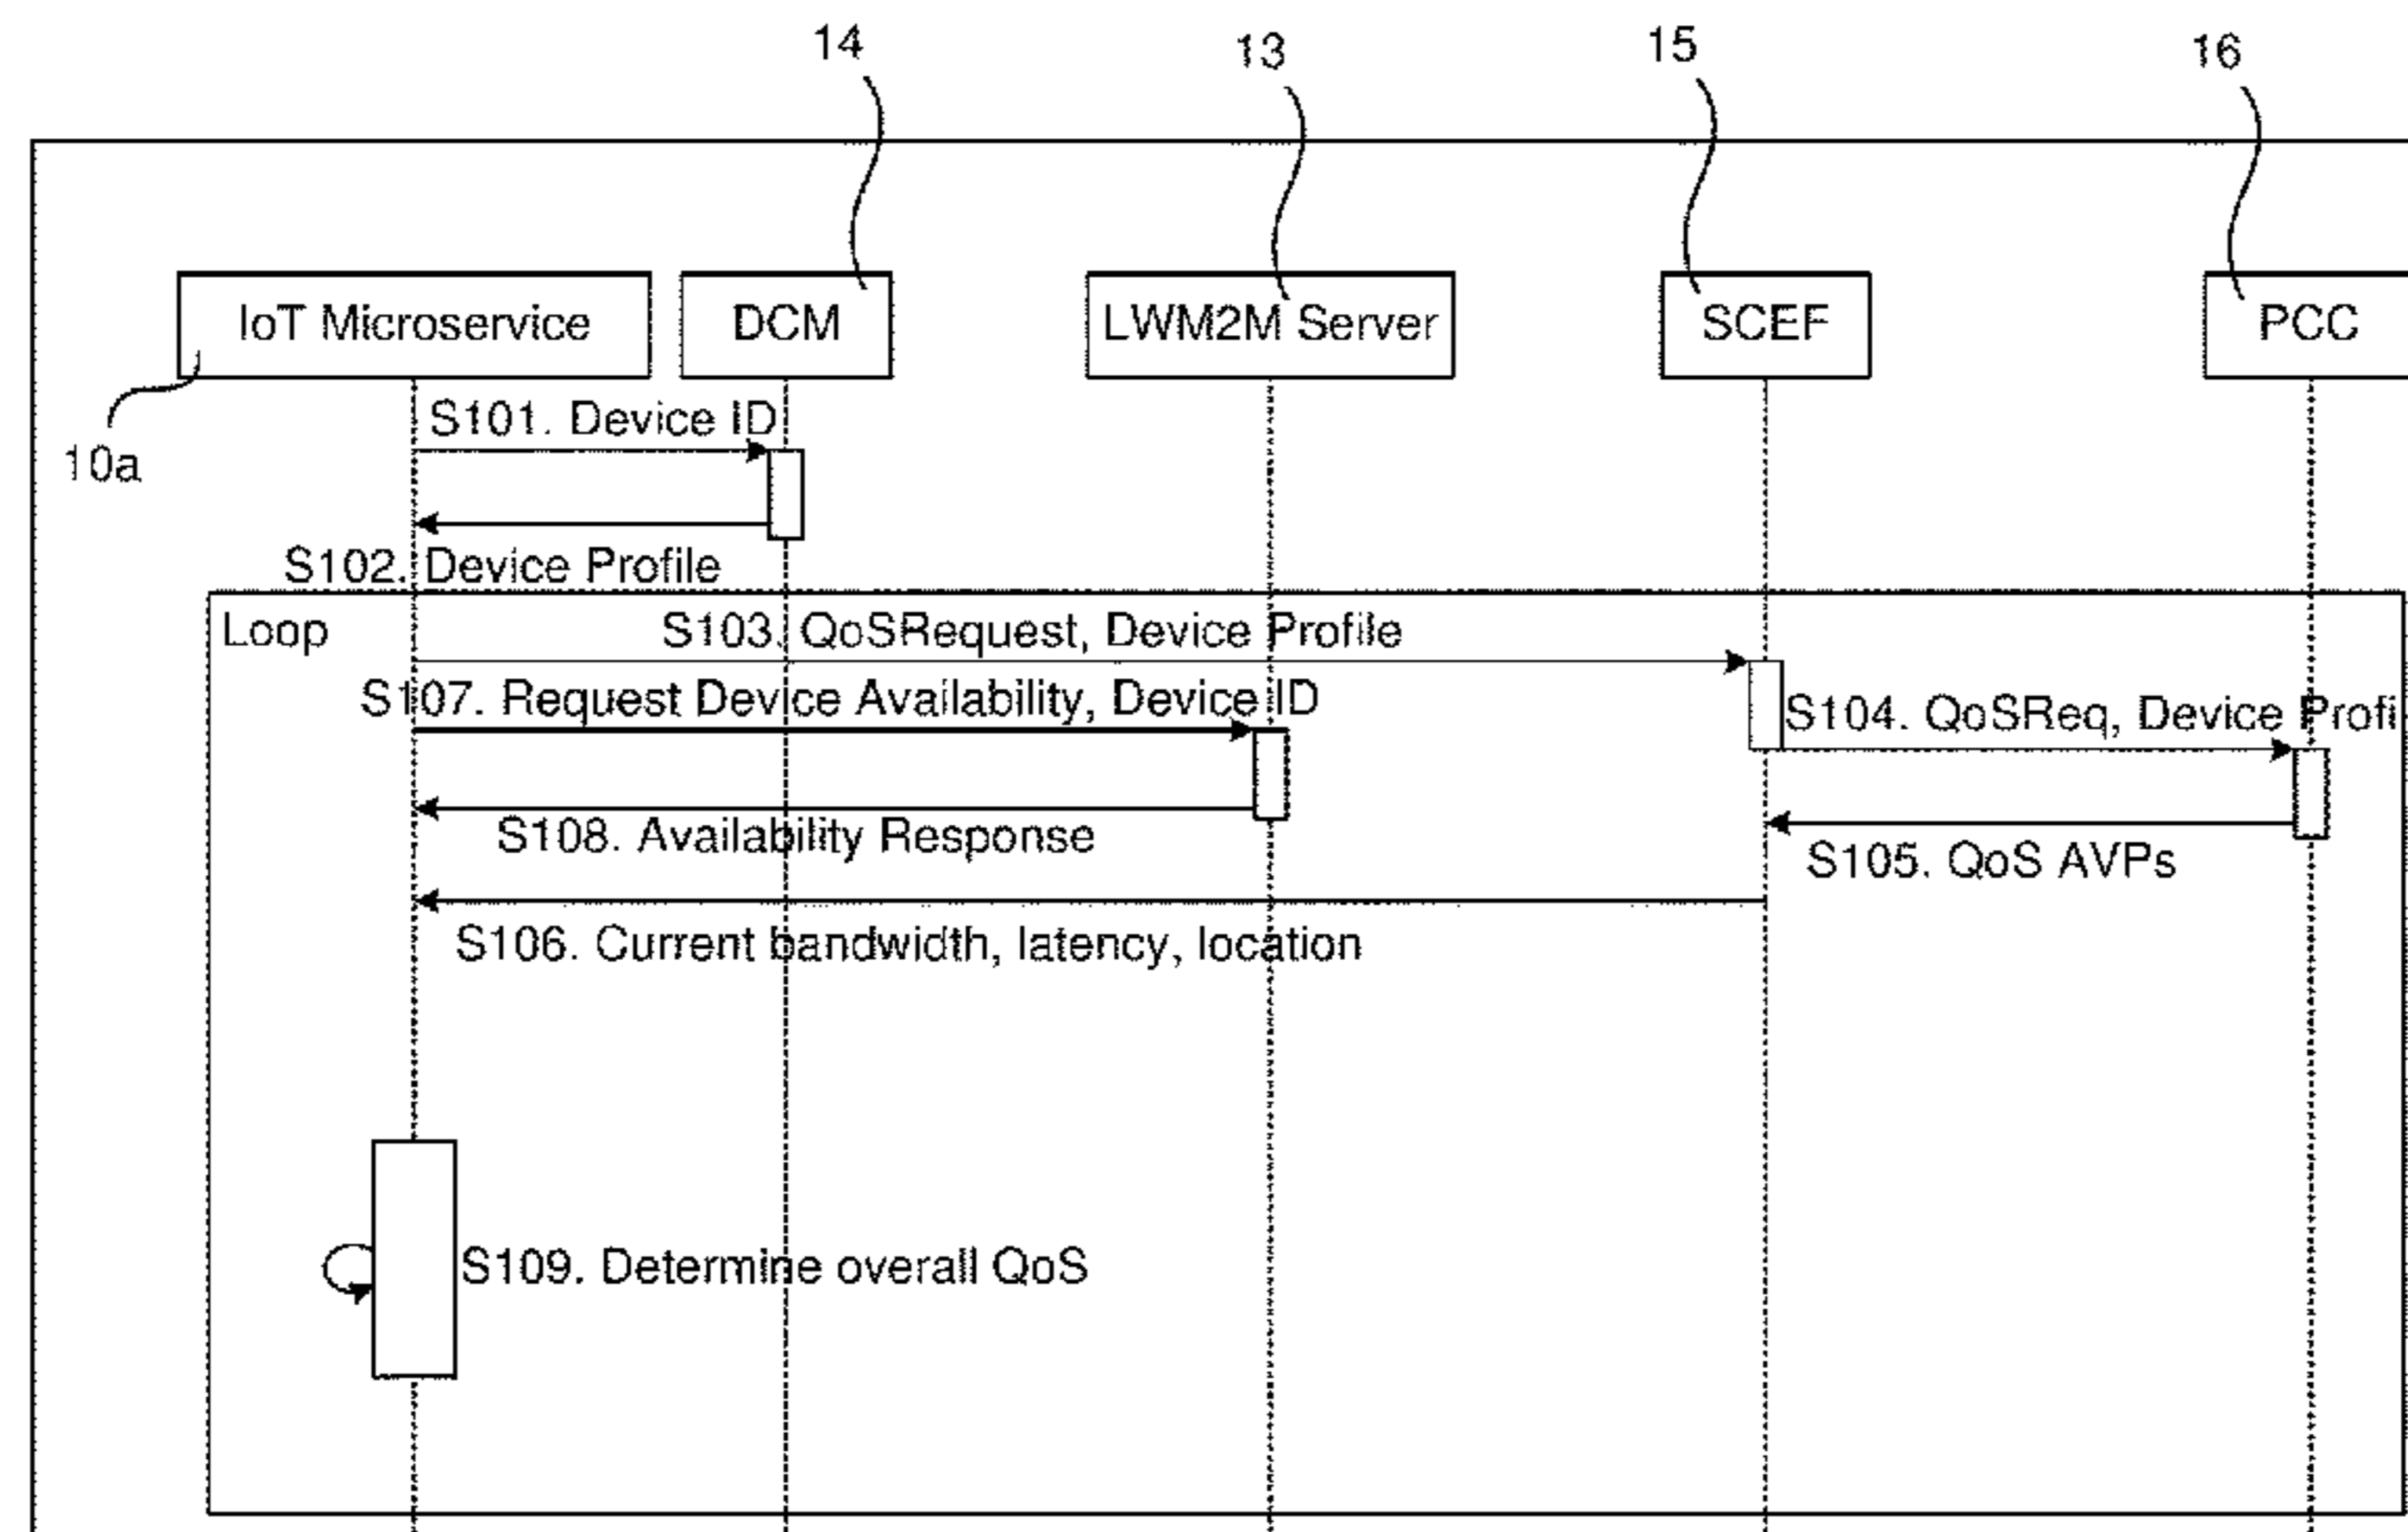 14
13
15
16
IoT Microservice
DCM
LWM2M Server
SCEF
PCC
10a
S101. Device ID
S102. Device Profile
Loop
S103. QoSRequest, Device Profile
S107. Request Device Availability, Device ID
S104. QoSReq, Device Profi
S108. Availability Response
S105. QoS AVPs
S106. Current bandwidth, latency, location
S109. Determine overall QoS